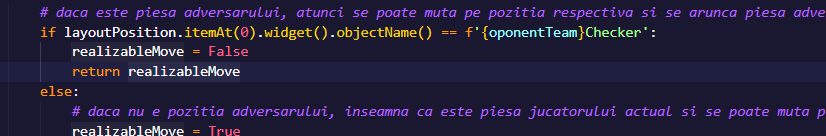 # daca este piesa adversarului, atunci se poate muta pe pozitia respectiva si se arunca piesa adve
if layoutPosition.itemAt(0).widget().objectName() == f'{oponentTeam}Checker':
realizableMove = False
return realizableMove
else:
# daca nu e pozitia adversarului, inseamna ca este piesa jucatorului actual si se poate muta p
realizableMove = True